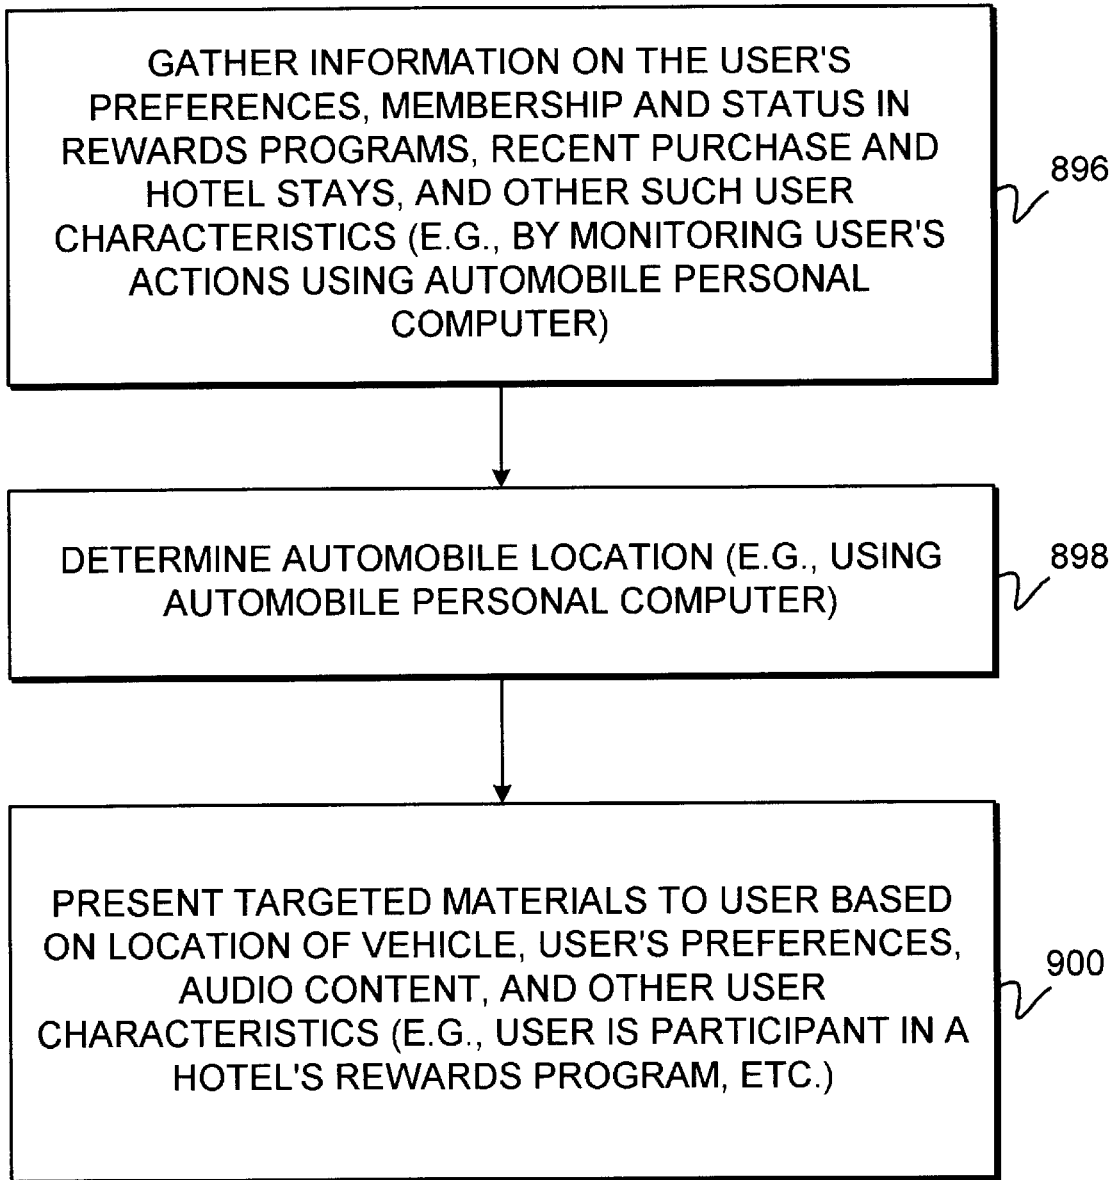 GATHER INFORMATION ON THE USER'S
PREFERENCES, MEMBERSHIP AND STATUS IN
REWARDS PROGRAMS, RECENT PURCHASE AND
HOTEL STAYS, AND OTHER SUCH USER
CHARACTERISTICS (E.G., BY MONITORING USER'S
ACTIONS USING AUTOMOBILE PERSONAL
COMPUTER)
896
DETERMINE AUTOMOBILE LOCATION (E.G., USING
AUTOMOBILE PERSONAL COMPUTER)
898
PRESENT TARGETED MATERIALS TO USER BASED
ON LOCATION OF VEHICLE, USER'S PREFERENCES,
AUDIO CONTENT, AND OTHER USER
CHARACTERISTICS (E.G., USER IS PARTICIPANT IN A
HOTEL'S REWARDS PROGRAM, ETC.)
900